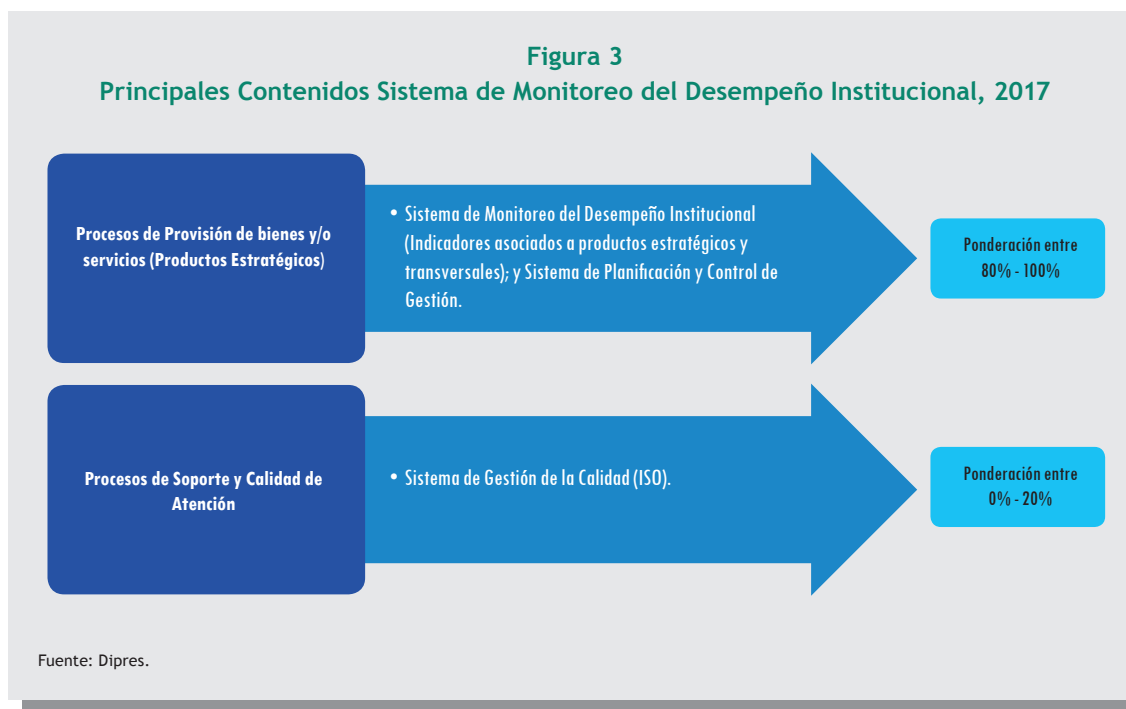 Figura 3
Principales Contenidos Sistema de Monitoreo del Desempeño Institucional, 2017
Procesos de Provisión de bienes y/o
servicios (Productos Estratégicos)
• Sistema de Monitoreo del Desempeño Institucional
(Indicadores asociados a productos estratégicos y
transversales); y Sistema de Planificación y Control de
Gestión.
Ponderación entre
80% - 100%
Procesos de Soporte y Calidad de
Atención
• Sistema de Gestión de la Calidad (ISO).
Ponderación entre
0% - 20%
Fuente: Dipres.